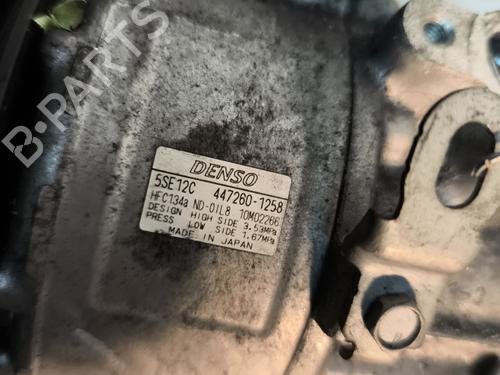 B-PARTS
DENSO
5SE12C 447260-1258
HFC134a ND-OIL8 10M02266
DESIGN HIGH SIDE 3.53MPa
PRESS LOW SIDE 1.67MPa
MADE IN JAPAN